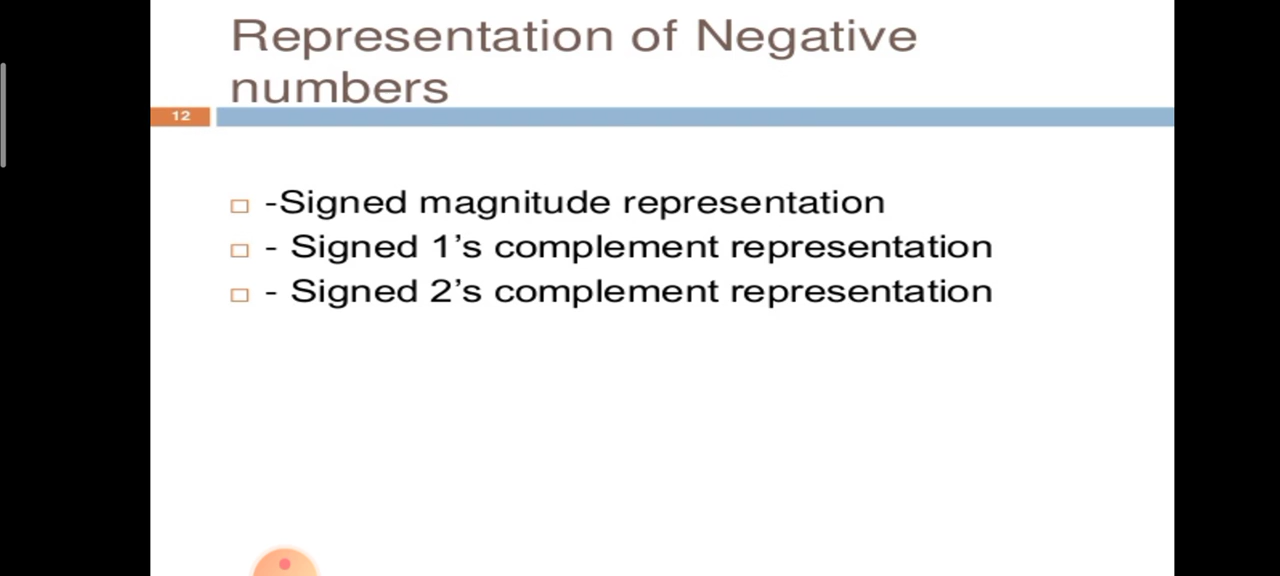 Representation of Negative
numbers
12
-Signed magnitude representation
- Signed 1’s complement representation
- Signed 2’s complement representation